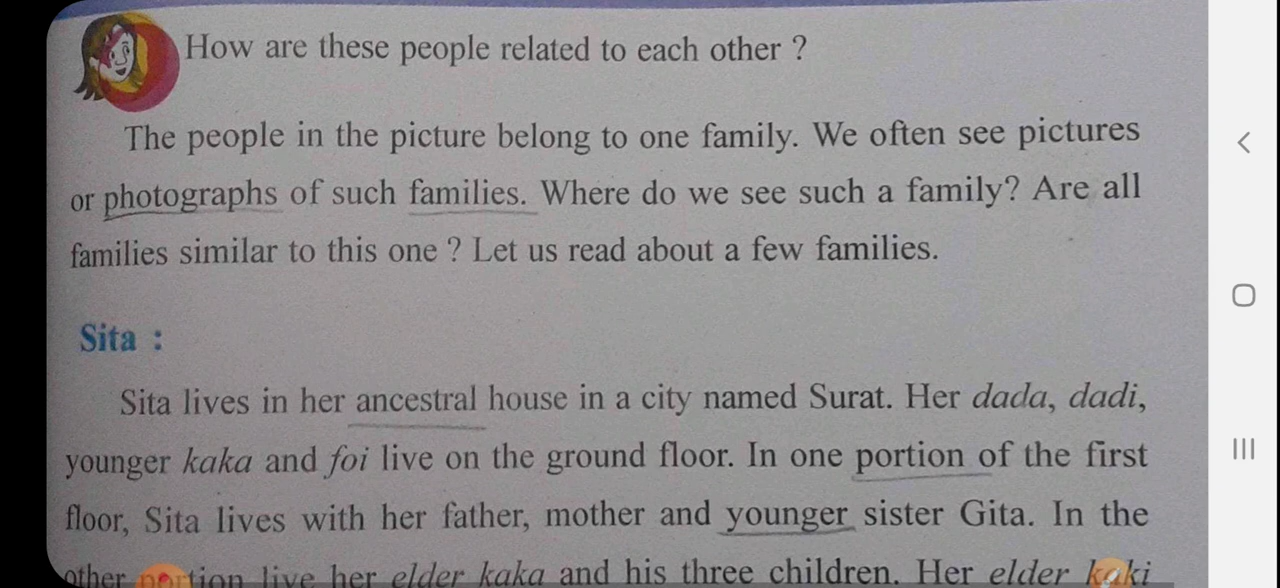 How are these people related to each other ?
The people in the picture belong to one family. We often see pictures
or photographs of such families. Where do we see such a family? Are all
families similar to this one ? Let us read about a few families.
Sita :
Sita lives in her ancestral house in a city named Surat. Her dada, dadi,
younger kaka and foi live on the ground floor. In one portion of the first
floor, Sita lives with her father, mother and younger sister Gita. In the
other portion live her elder kaka and his three children. Her elder kaki